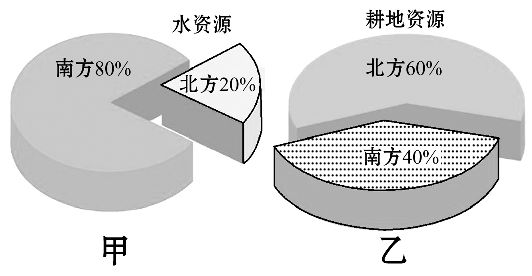 水资源
南方80%
北方20%
甲
耕地资源
北方60%
南方40%
乙